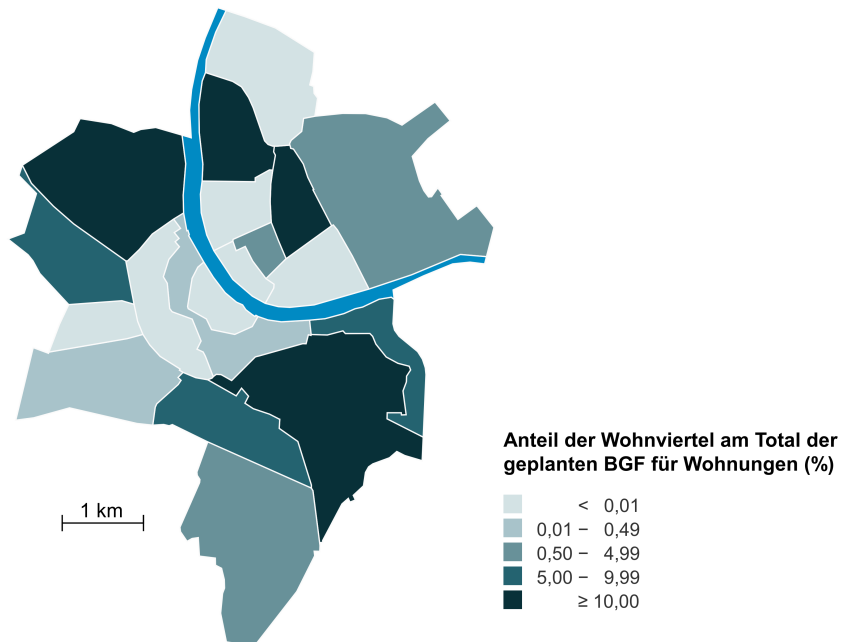 1 km
Anteil der Wohnviertel am Total der
geplanten BGF für Wohnungen (%)
< 0,01
0,01 – 0,49
0,50 – 4,99
5,00 – 9,99
≥ 10,00